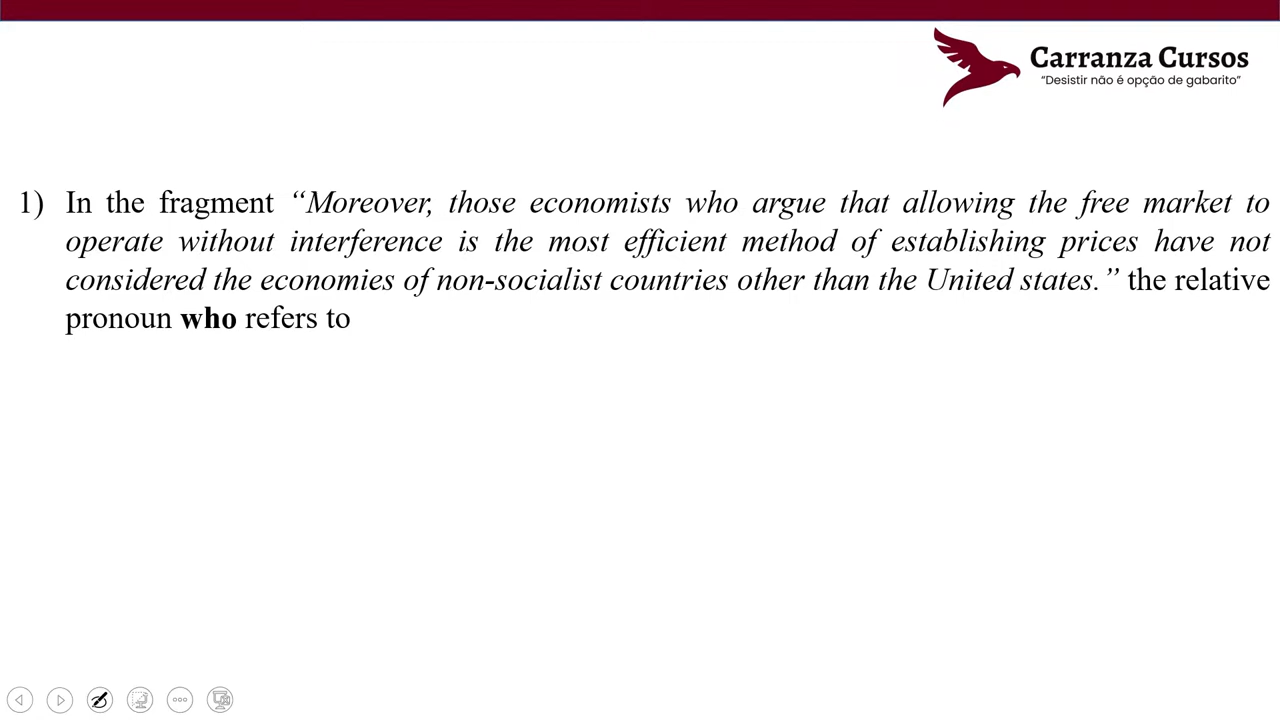 Carranza Cursos
“Desistir não é opção de gabarito”
1) In the fragment “Moreover, those economists who argue that allowing the free market to
operate without interference is the most efficient method of establishing prices have not
considered the economies of non-socialist countries other than the United states.” the relative
pronoun who refers to